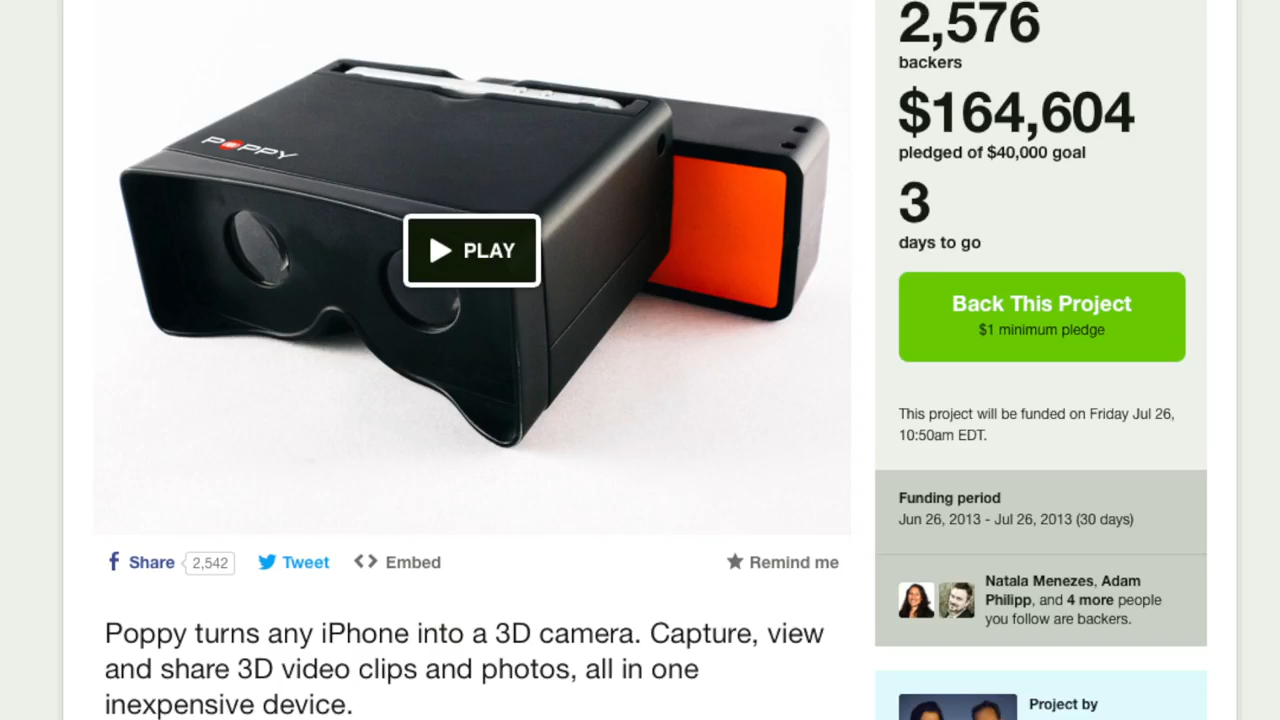 POPPY
PLAY
Share 2,542 Tweet Embed Remind me
Poppy turns any iPhone into a 3D camera. Capture, view
and share 3D video clips and photos, all in one
inexpensive device.
2,576
backers
$164,604
pledged of $40,000 goal
3
days to go
Back This Project
$1 minimum pledge
This project will be funded on Friday Jul 26,
10:50am EDT.
Funding period
Jun 26, 2013 - Jul 26, 2013 (30 days)
Natala Menezes, Adam
Philipp, and 4 more people
you follow are backers.
Project by